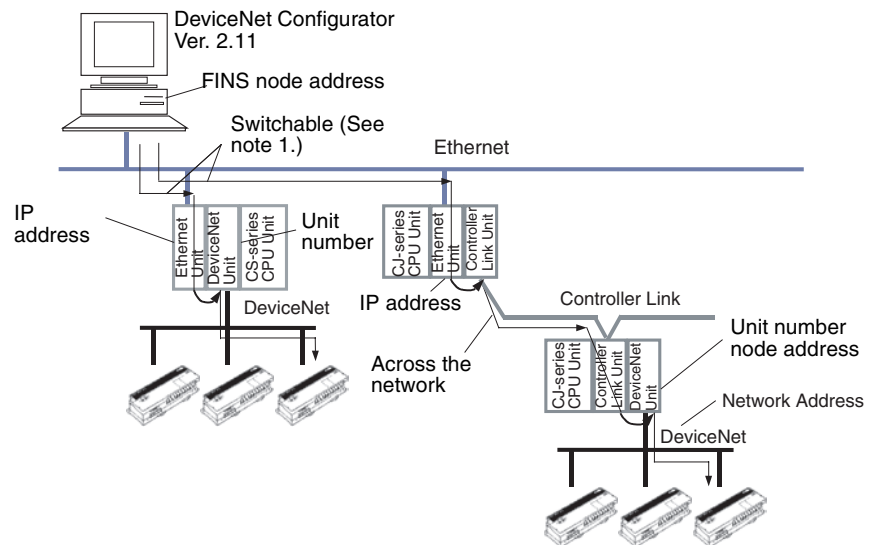 DeviceNet Configurator
Ver. 2.11
FINS node address
Switchable (See
note 1.)
Ethernet
IP
address
Ethernet
Unit
DeviceNet
Unit
CS-series
CPU Unit
Unit
number
CJ-series
CPU Unit
Ethernet
Unit
Controller
Link Unit
DeviceNet
IP address
Controller Link
Across the
network
CJ-series
CPU Unit
Controller
Link Unit
DeviceNet
Unit
Unit number
node address
Network Address
DeviceNet